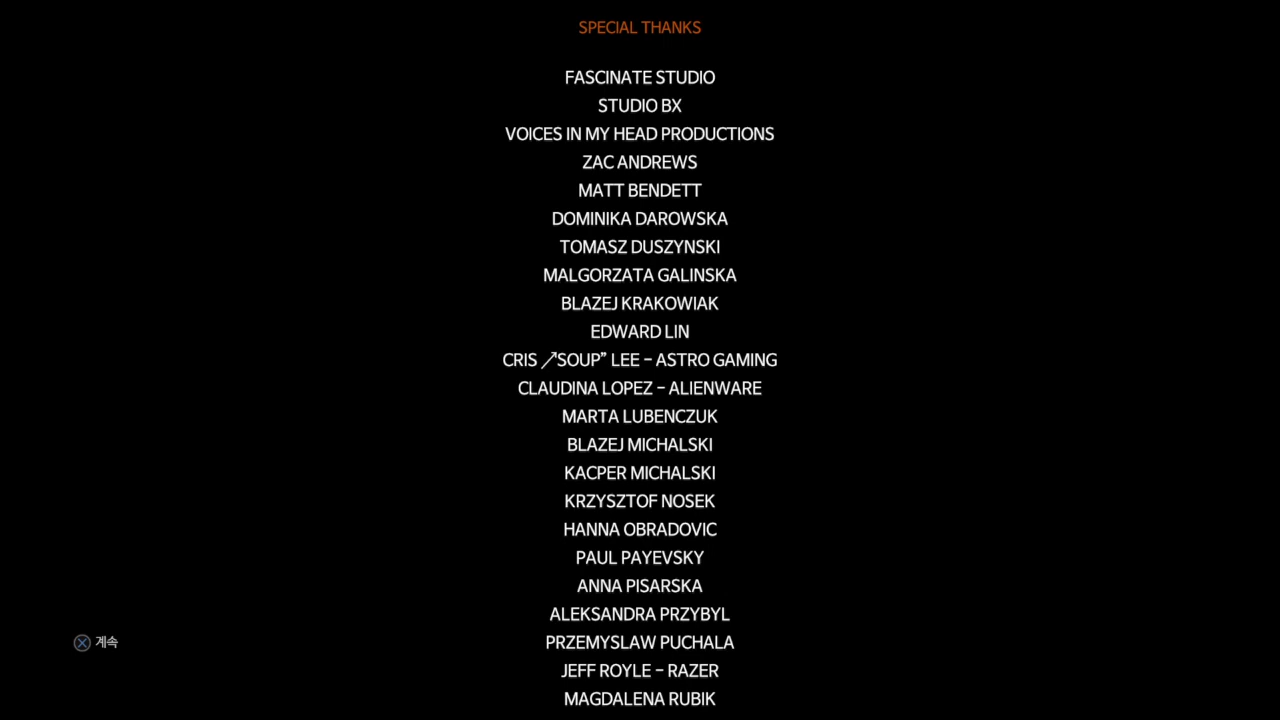 SPECIAL THANKS
FASCINATE STUDIO
STUDIO BX
VOICES IN MY HEAD PRODUCTIONS
ZAC ANDREWS
MATT BENDETT
DOMINIKA DAROWSKA
TOMASZ DUSZYNSKI
MALGORZATA GALINSKA
BLAZEJ KRAKOWIAK
EDWARD LIN
CRIS ↗SOUP” LEE – ASTRO GAMING
CLAUDINA LOPEZ – ALIENWARE
MARTA LUBENCZUK
BLAZEJ MICHALSKI
KACPER MICHALSKI
KRZYSZTOF NOSEK
HANNA OBRADOVIC
PAUL PAYEVSKY
ANNA PISARSKA
ALEKSANDRA PRZYBYL
PRZEMYSLAW PUCHALA
JEFF ROYLE – RAZER
MAGDALENA RUBIK
계속